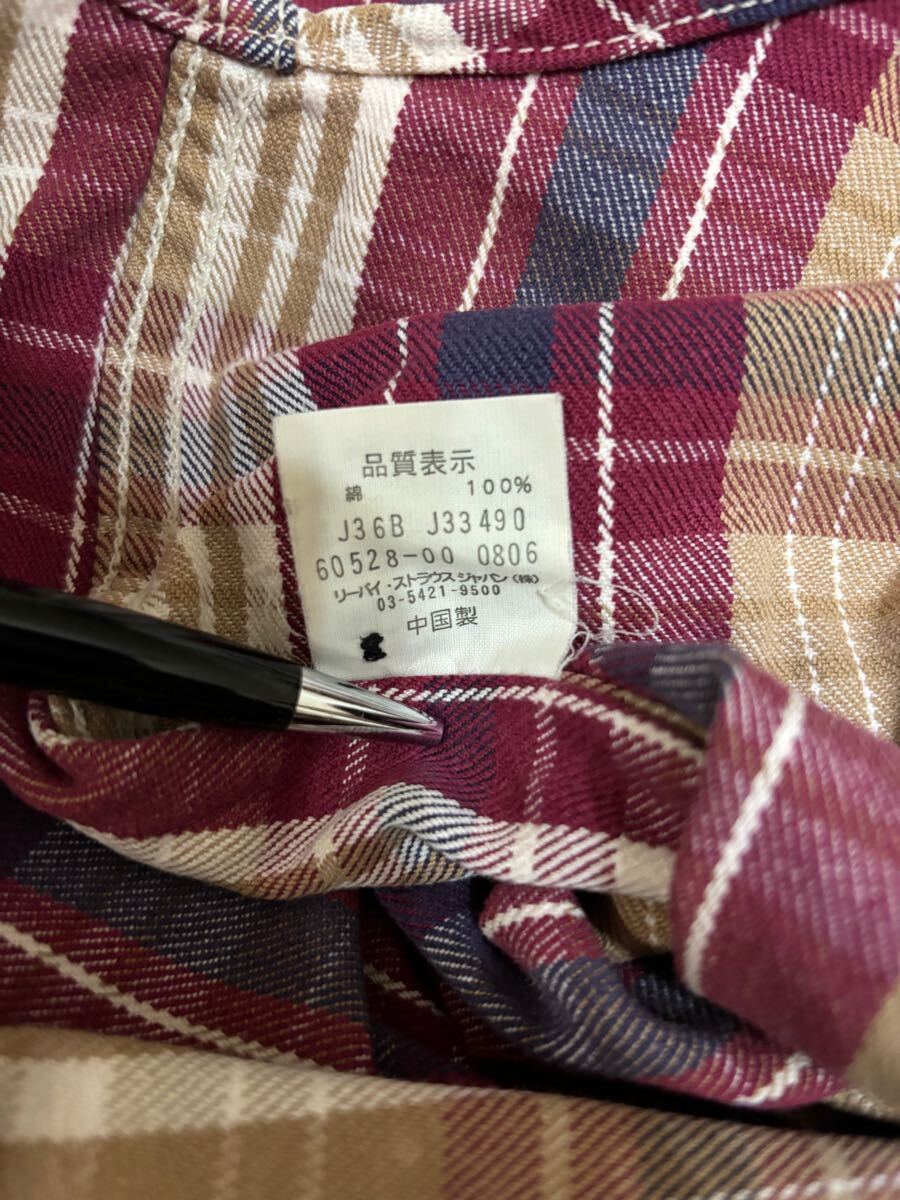 品質表示
綿 100%
J36B J33490
60528-00 0806
リーバイ・ストラウスジャパン(株)
03-5421-9500
中国製